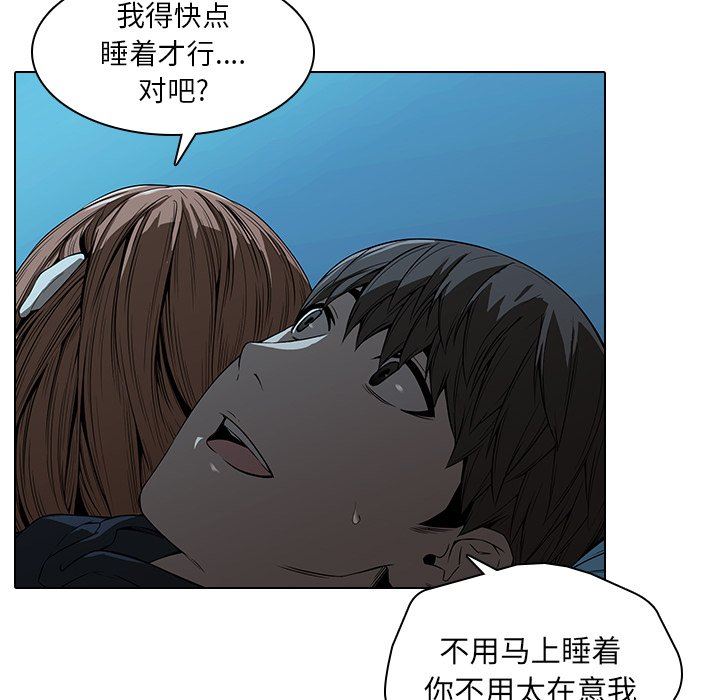 我得快点
睡着才行....
对吧?
不用马上睡着
你不用太在意我